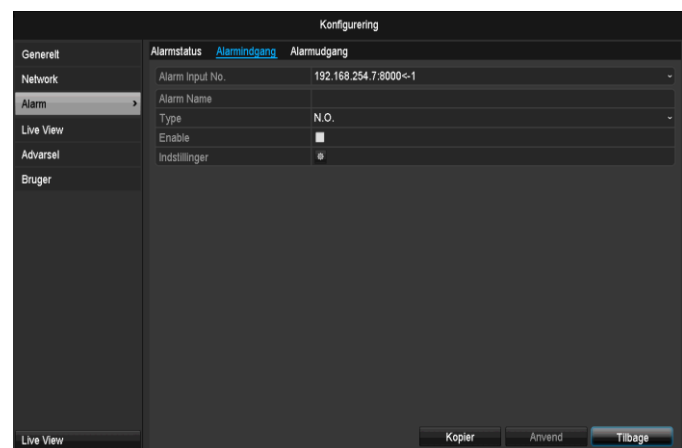 Konfigurering
Generelt
Network
Alarm
Live View
Advarsel
Bruger
Live View
Alarmstatus Alarmindgang Alarmudgang
Alarm Input No. 192.168.254.7:8000<-1
Alarm Name
Type N.O.
Enable
Indstillinger
Kopier Anvend Tilbage